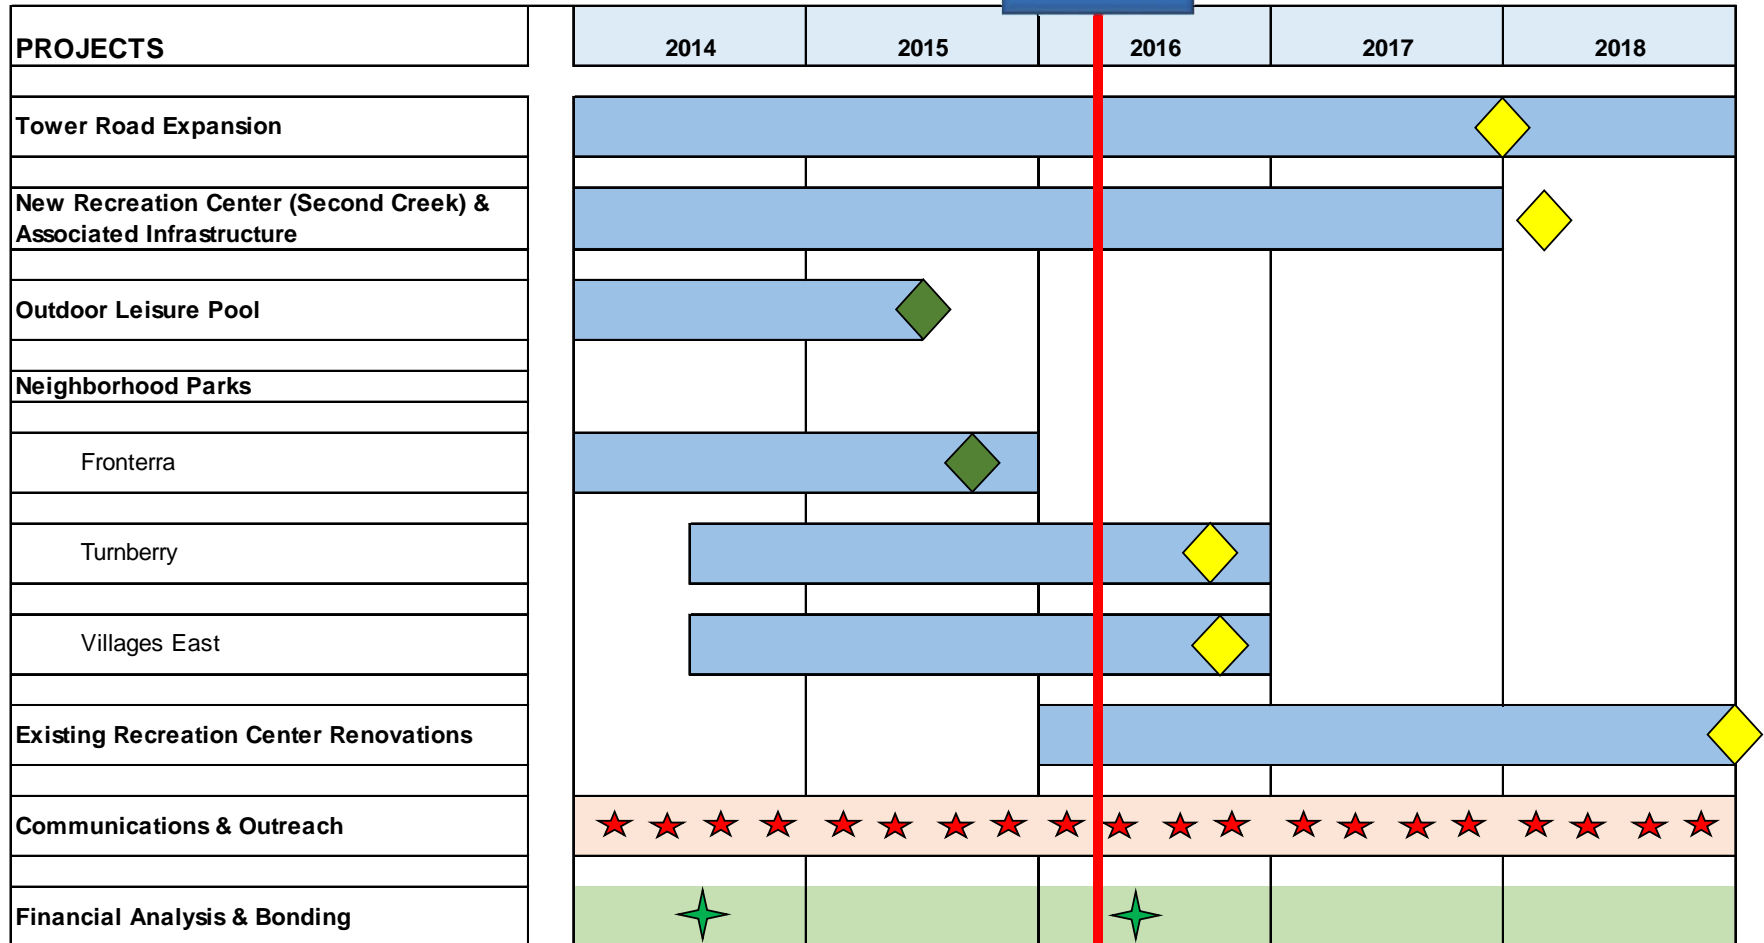 PROJECTS 2014 2015 2016 2017 2018
Tower Road Expansion
New Recreation Center (Second Creek) &
Associated Infrastructure
Outdoor Leisure Pool
Neighborhood Parks
Fronterra
Turnberry
Villages East
Existing Recreation Center Renovations
Communications & Outreach
Financial Analysis & Bonding